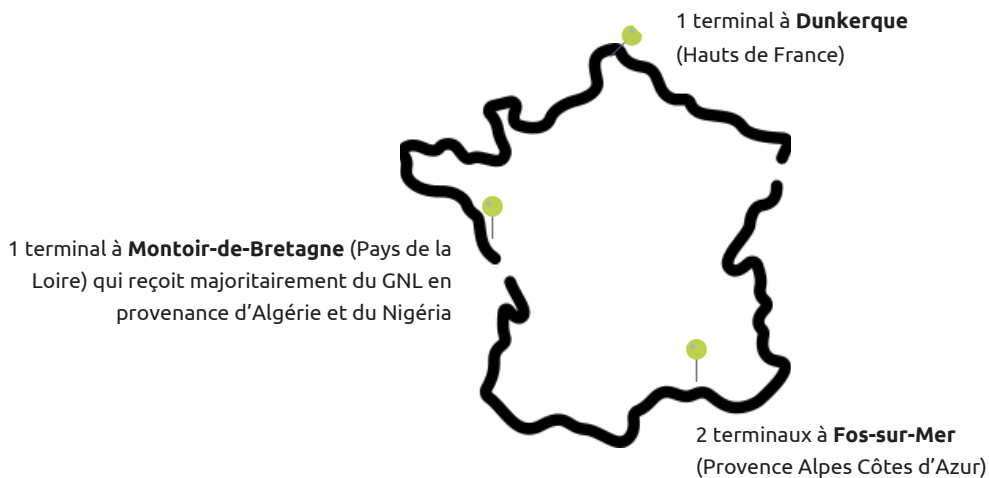 1 terminal à Dunkerque
(Hauts de France)
1 terminal à Montoir-de-Bretagne (Pays de la
Loire) qui reçoit majoritairement du GNL en
provenance d’Algérie et du Nigéria
2 terminaux à Fos-sur-Mer
(Provence Alpes Côtes d’Azur)